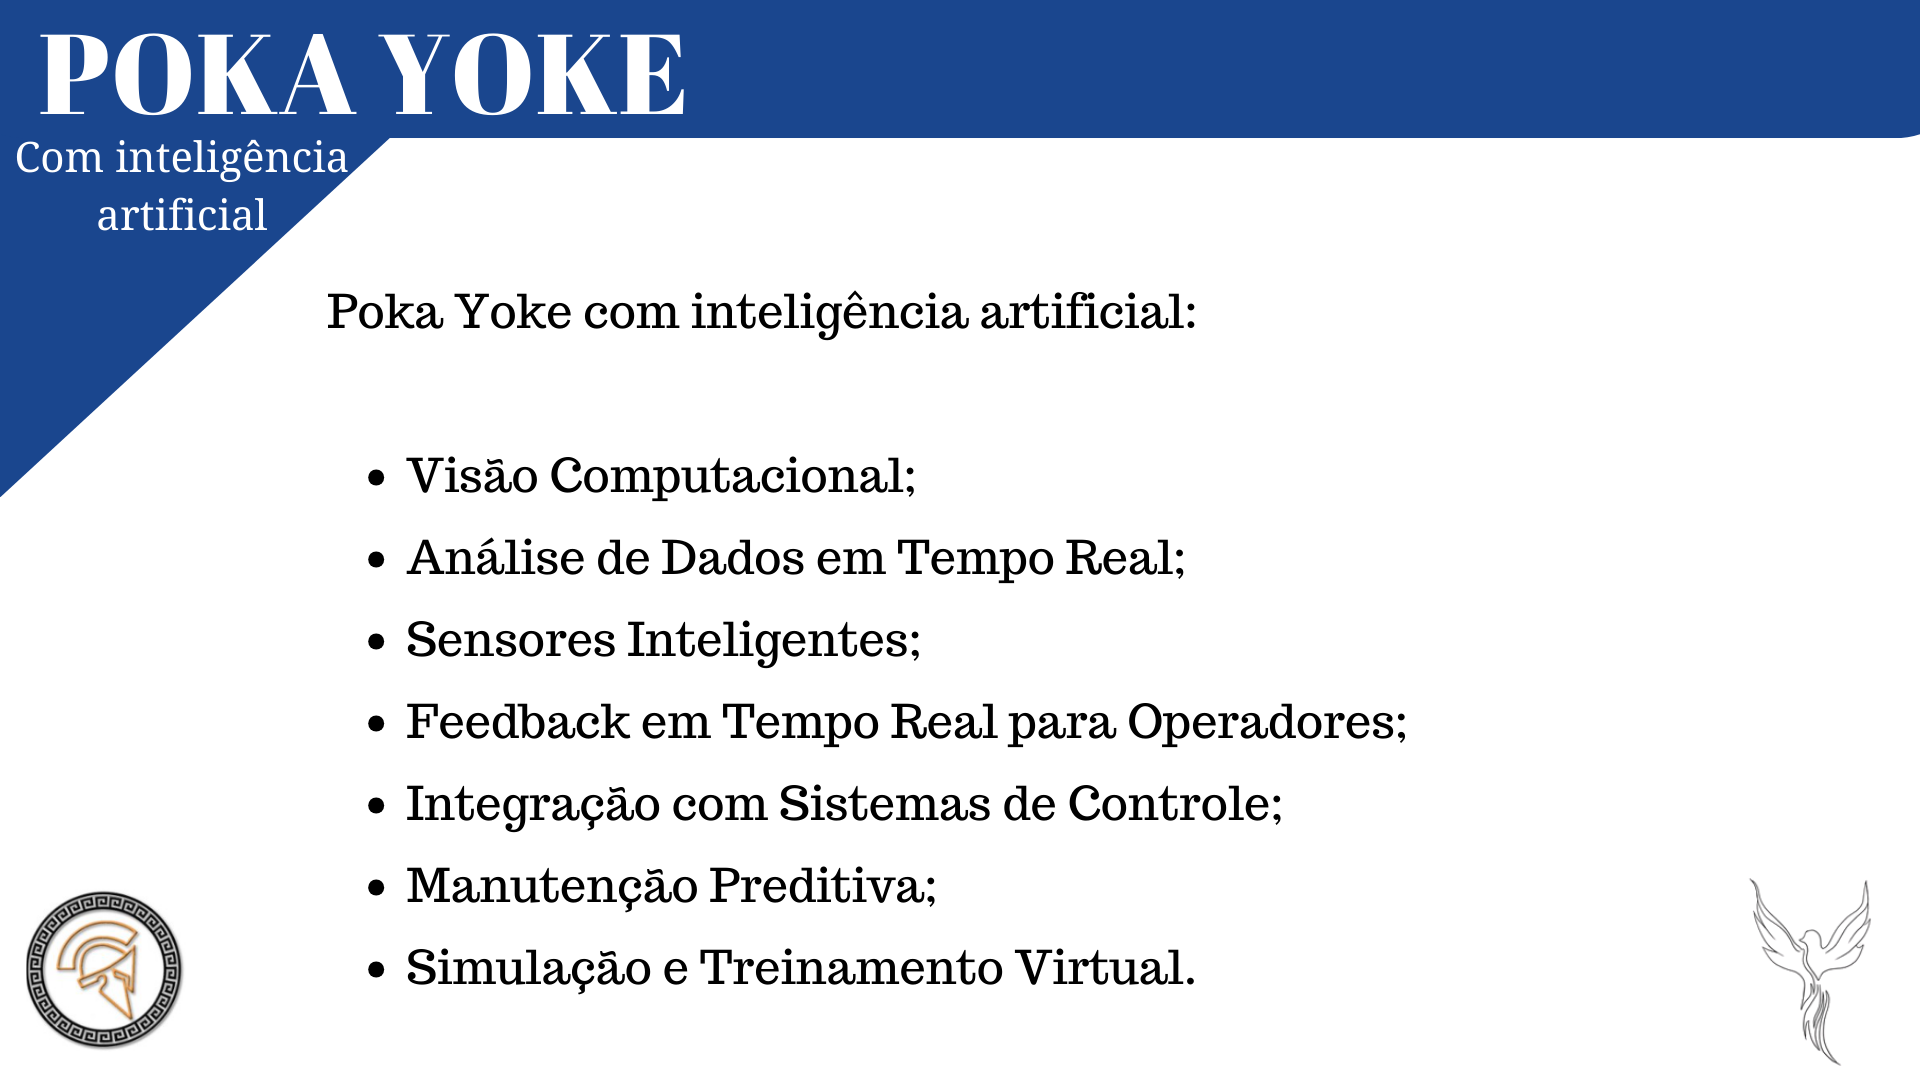 POKA YOKE
Com inteligência
artificial
Poka Yoke com inteligência artificial:
• Visão Computacional;
• Análise de Dados em Tempo Real;
• Sensores Inteligentes;
• Feedback em Tempo Real para Operadores;
• Integração com Sistemas de Controle;
• Manutenção Preditiva;
• Simulação e Treinamento Virtual.